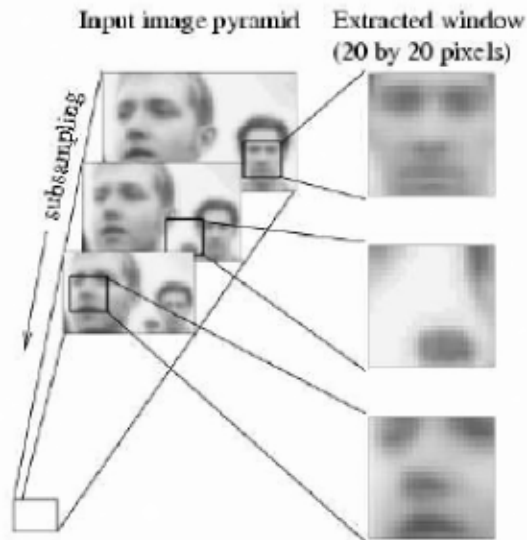 Input image pyramid
Extracted window
(20 by 20 pixels)
subsampling